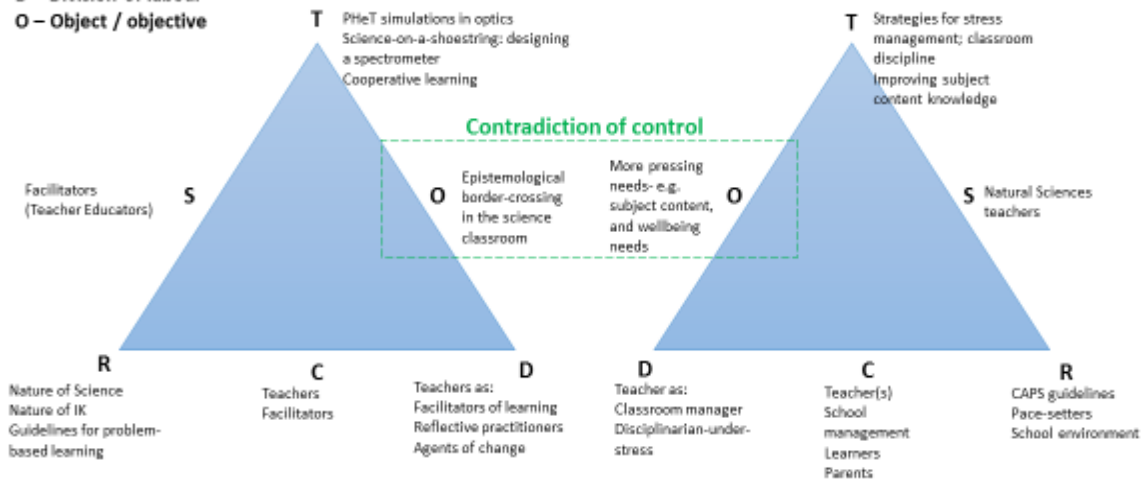 O – Object / objective
T
PHeT simulations in optics
Science-on-a-shoestring: designing
a spectrometer
Cooperative learning
T
Strategies for stress
management; classroom
discipline
Improving subject
content knowledge
Contradiction of control
Facilitators
(Teacher Educators)
S
O
Epistemological
border-crossing
in the science
classroom
More pressing
needs- e.g.
subject content,
and wellbeing
needs
O
S
Natural Sciences
teachers
R
Nature of Science
Nature of IK
Guidelines for problem-
based learning
C
Teachers
Facilitators
D
Teachers as:
Facilitators of learning
Reflective practitioners
Agents of change
D
Teacher as:
Classroom manager
Disciplinarian-under-
stress
C
Teacher(s)
School
management
Learners
Parents
R
CAPS guidelines
Pace-setters
School environment